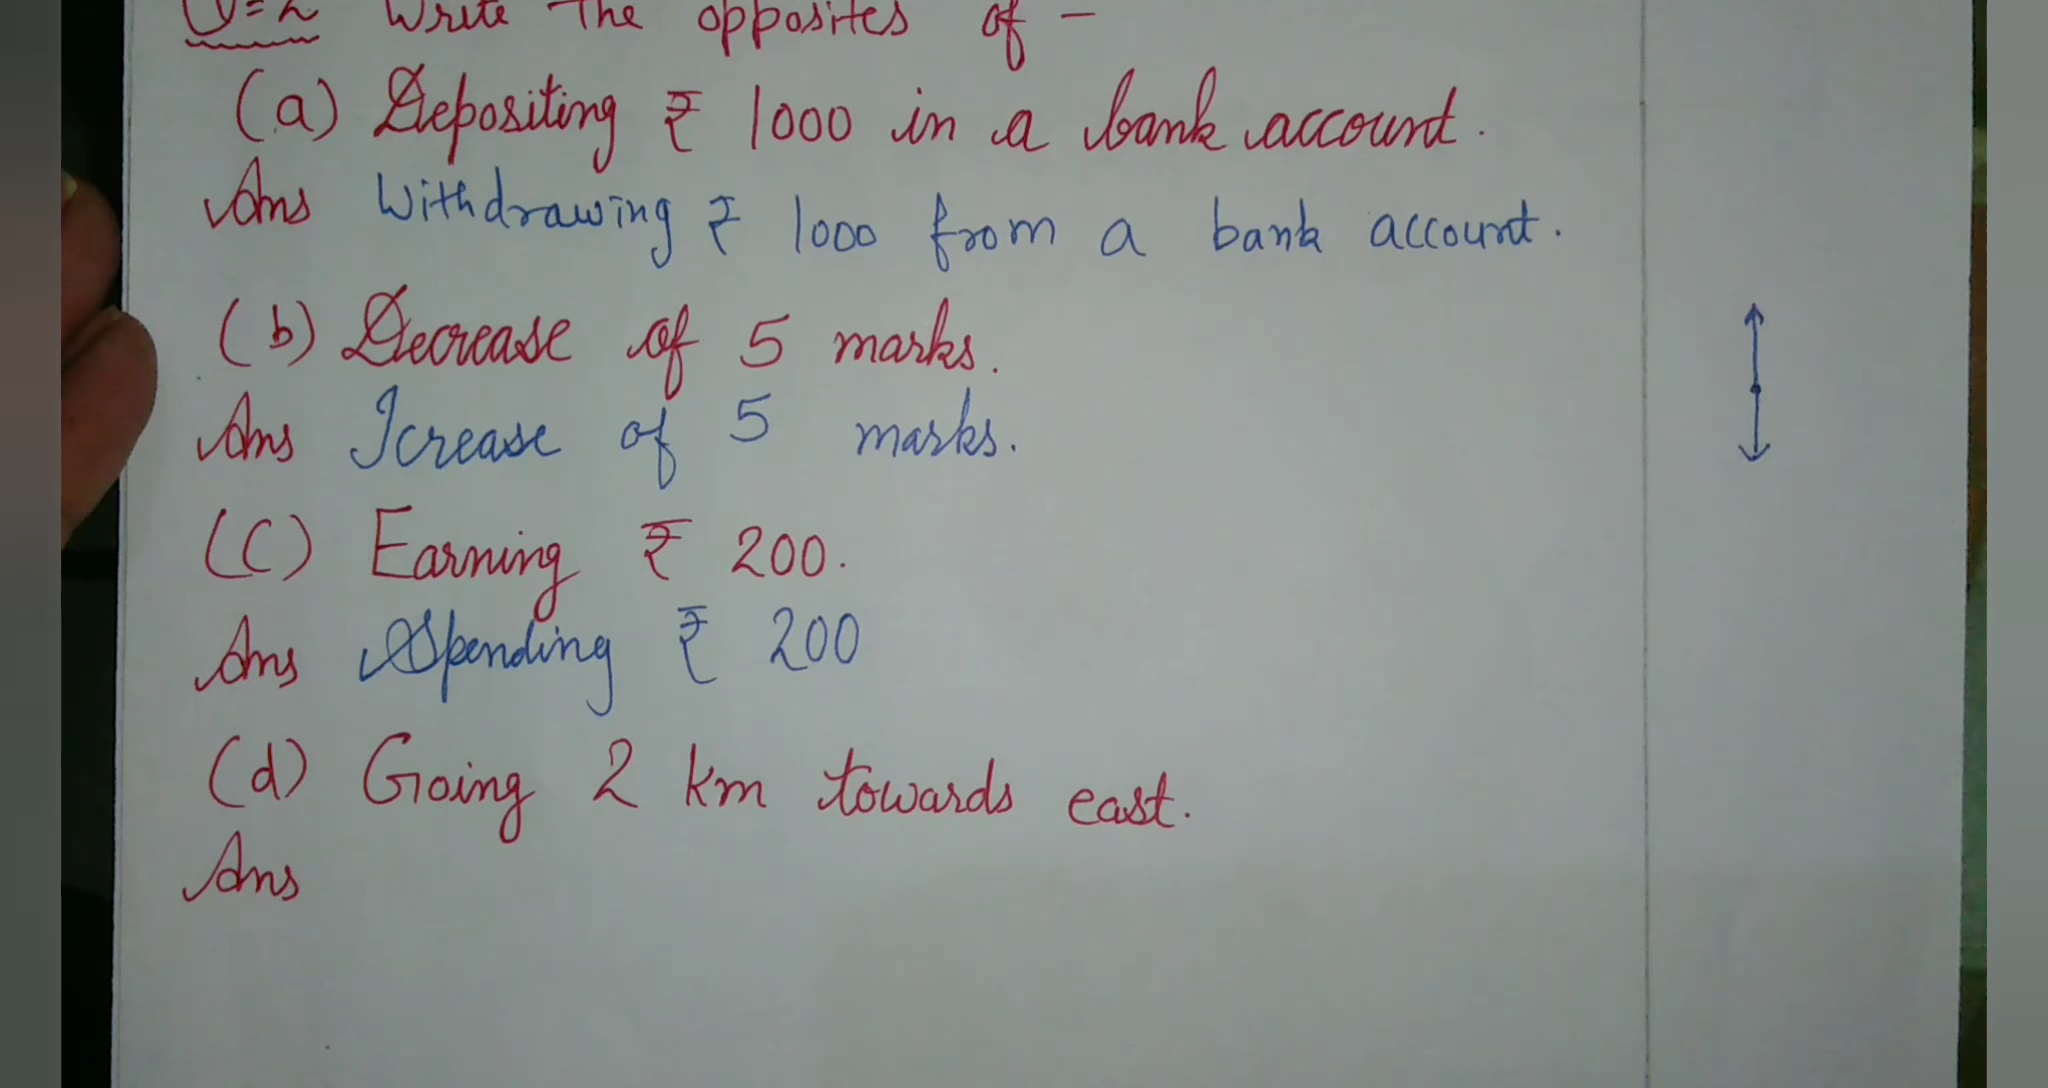 Q=2 Write The opposites of -
(a) Depositing ₹ 1000 in a bank account.
Ans Withdrawing ₹ 1000 from a bank account.
(b) Decrease of 5 marks.
Ans Icrease of 5 marks.
(C) Earning ₹ 200.
Ans Spending ₹ 200
(d) Going 2 km towards east.
Ans